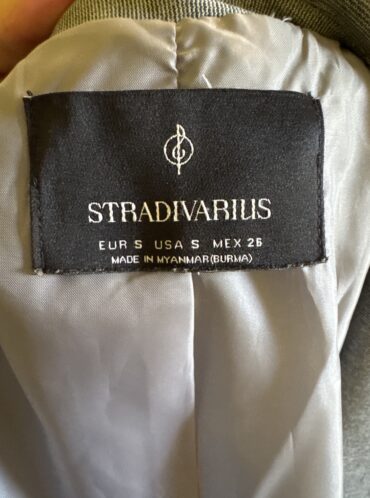 STRADIVARIUS
EUR S USA S MEX 26
MADE IN MYANMAR(BURMA)